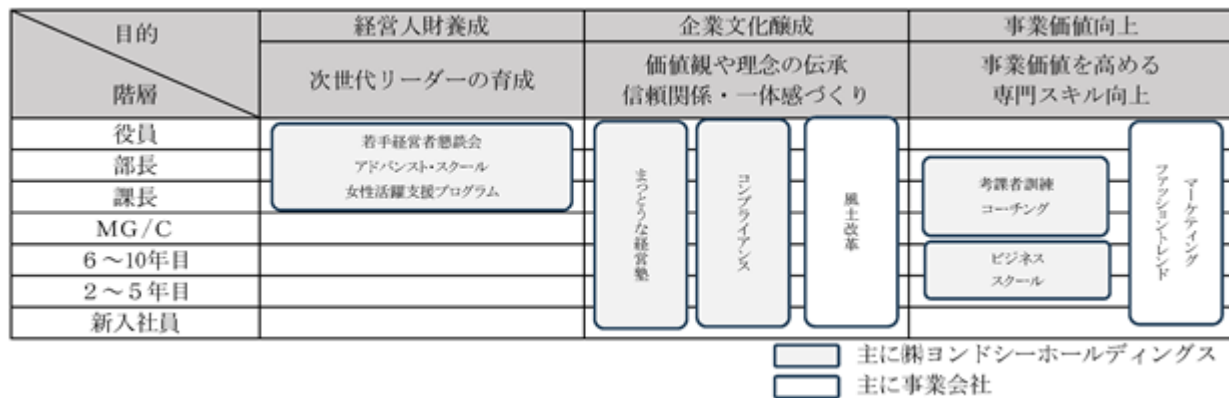 目的
階層
経営人財養成
企業文化醸成
事業価値向上
次世代リーダーの育成
価値観や理念の伝承
信頼関係・一体感づくり
事業価値を高める
専門スキル向上
役員
部長
課長
MG/C
6～10年目
2～5年目
新入社員
若手経営者懇談会
アドバンスト・スクール
女性活躍支援プログラム
まっとうな経営塾
コンプライアンス
風土改革
考課者訓練
コーチング
ビジネス
スクール
マーケティング
ファッショントレンド
主に㈱ヨンドシーホールディングス
主に事業会社